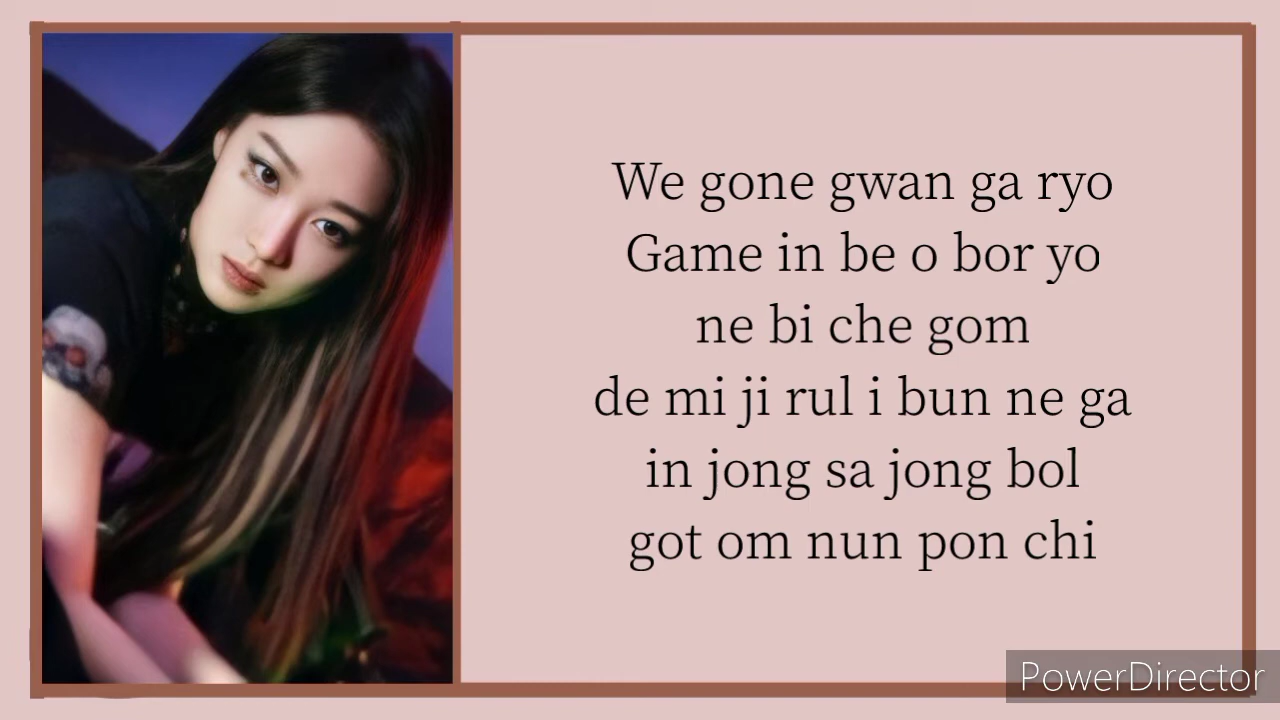 We gone gwan ga ryo
Game in be o bor yo
ne bi che gom
de mi ji rul i bun ne ga
in jong sa jong bol
got om nun pon chi
PowerDirector